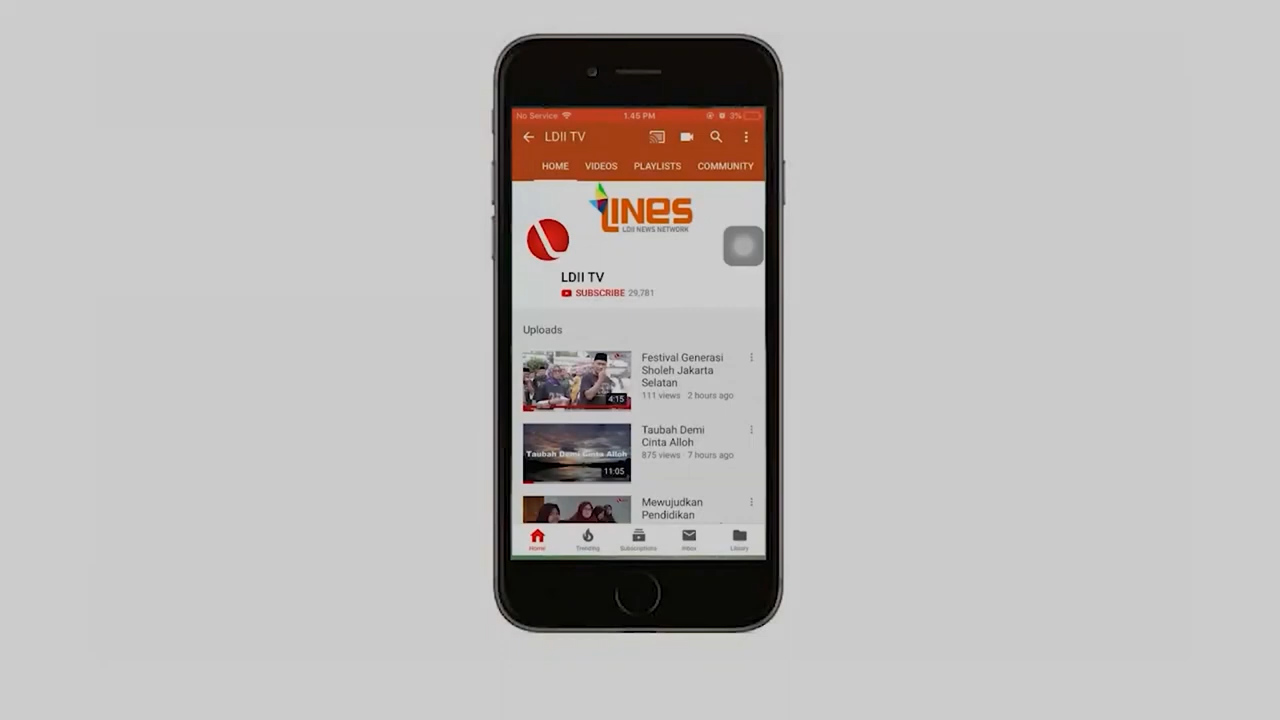 No Service 1.45 PM 3%
LDII TV
HOME VIDEOS PLAYLISTS COMMUNITY
LINES
LDII NEWS NETWORK
LDII TV
SUBSCRIBE 29,781
Uploads
Festival Generasi
Sholeh Jakarta
Selatan
111 views · 2 hours ago
4:15
Taubah Demi
Cinta Alloh
875 views · 7 hours ago
Taubah Demi Cinta Alloh
11:05
Mewujudkan
Pendidikan
Home Trending Subscriptions Inbox Library